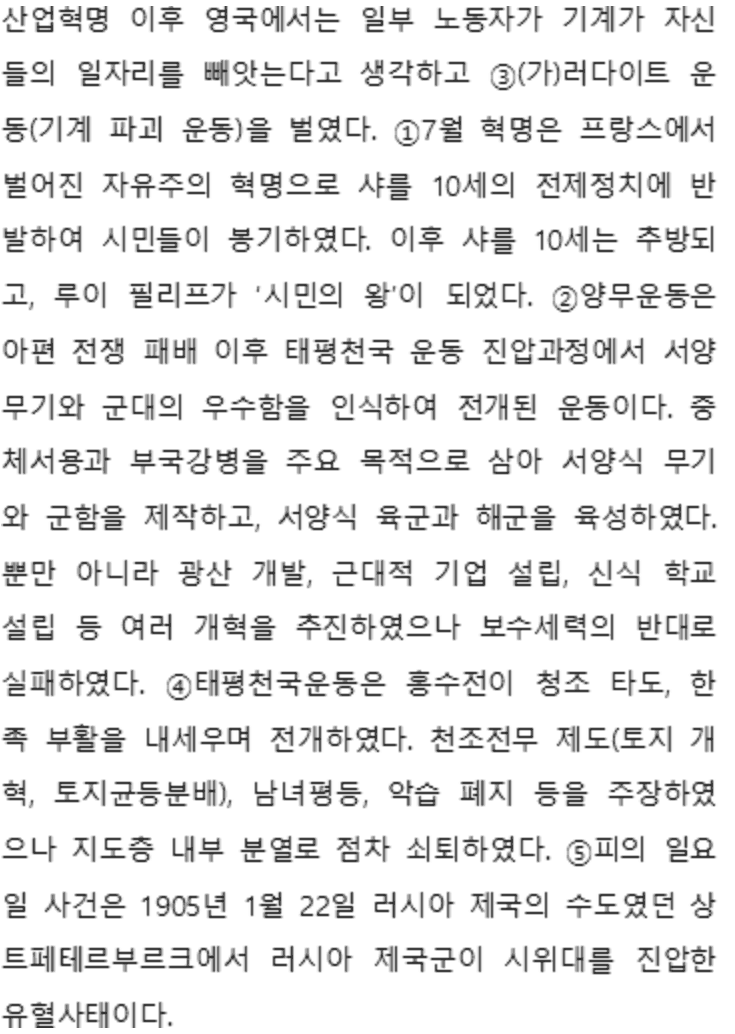 산업혁명 이후 영국에서는 일부 노동자가 기계가 자신
들의 일자리를 빼앗는다고 생각하고 ③(가)러다이트 운
동(기계 파괴 운동)을 벌였다. ①7월 혁명은 프랑스에서
벌어진 자유주의 혁명으로 샤를 10세의 전제정치에 반
발하여 시민들이 봉기하였다. 이후 샤를 10세는 추방되
고, 루이 필리프가 ‘시민의 왕’이 되었다. ②양무운동은
아편 전쟁 패배 이후 태평천국 운동 진압과정에서 서양
무기와 군대의 우수함을 인식하여 전개된 운동이다. 중
체서용과 부국강병을 주요 목적으로 삼아 서양식 무기
와 군함을 제작하고, 서양식 육군과 해군을 육성하였다.
뿐만 아니라 광산 개발, 근대적 기업 설립, 신식 학교
설립 등 여러 개혁을 추진하였으나 보수세력의 반대로
실패하였다. ④태평천국운동은 홍수전이 청조 타도, 한
족 부활을 내세우며 전개하였다. 천조전무 제도(토지 개
혁, 토지균등분배), 남녀평등, 악습 폐지 등을 주장하였
으나 지도층 내부 분열로 점차 쇠퇴하였다. ⑤피의 일요
일 사건은 1905년 1월 22일 러시아 제국의 수도였던 상
트페테르부르크에서 러시아 제국군이 시위대를 진압한
유혈사태이다.